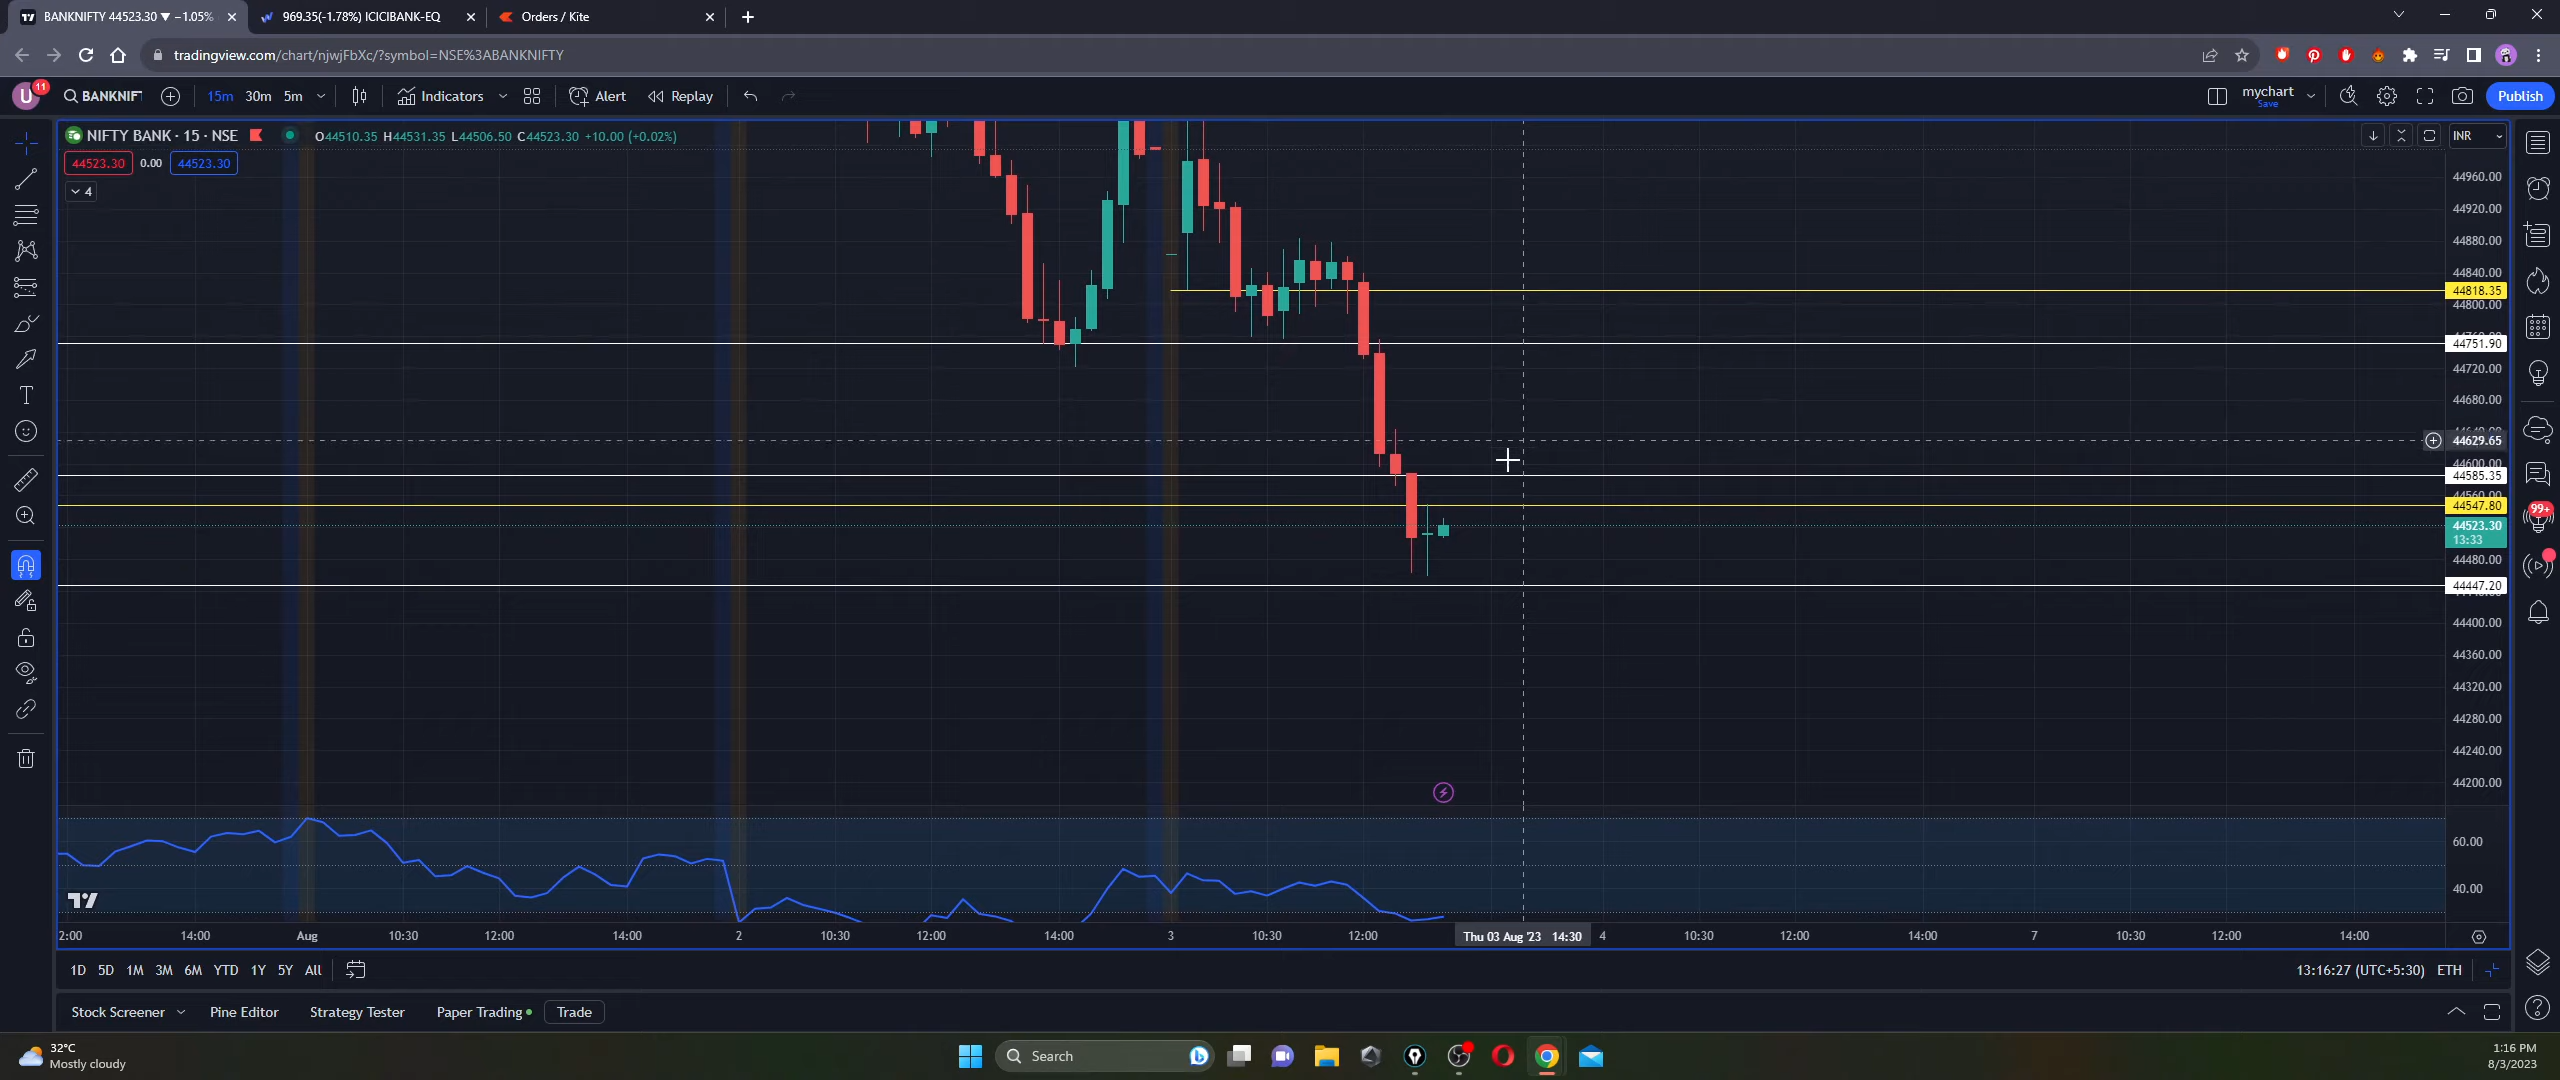 BANKNIFTY 44523.30 ▼ −1.05%
969.35(-1.78%) ICICIBANK-EQ
Orders / Kite
tradingview.com/chart/njwjFbXc/?symbol=NSE%3ABANKNIFTY
U 11
BANKNIFT
15m 30m 5m
Indicators
Alert
Replay
mychart
Save
Publish
NIFTY BANK · 15 · NSE
O44510.35 H44531.35 L44506.50 C44523.30 +10.00 (+0.02%)
INR
44523.30 0.00 44523.30
4
44960.00
44920.00
44880.00
44840.00
44818.35
44800.00
44751.90
44720.00
44680.00
44629.65
44600.00
44585.35
44547.80
44523.30
13:33
44480.00
44447.20
44400.00
44360.00
44320.00
44280.00
44240.00
44200.00
60.00
40.00
99+
2:00 14:00 Aug 10:30 12:00 14:00 2 10:30 12:00 14:00 3 10:30 12:00 Thu 03 Aug '23 14:30 4 10:30 12:00 14:00 7 10:30 12:00 14:00
1D 5D 1M 3M 6M YTD 1Y 5Y All
13:16:27 (UTC+5:30) ETH
Stock Screener Pine Editor Strategy Tester Paper Trading Trade
32°C
Mostly cloudy
Search
1:16 PM
8/3/2023